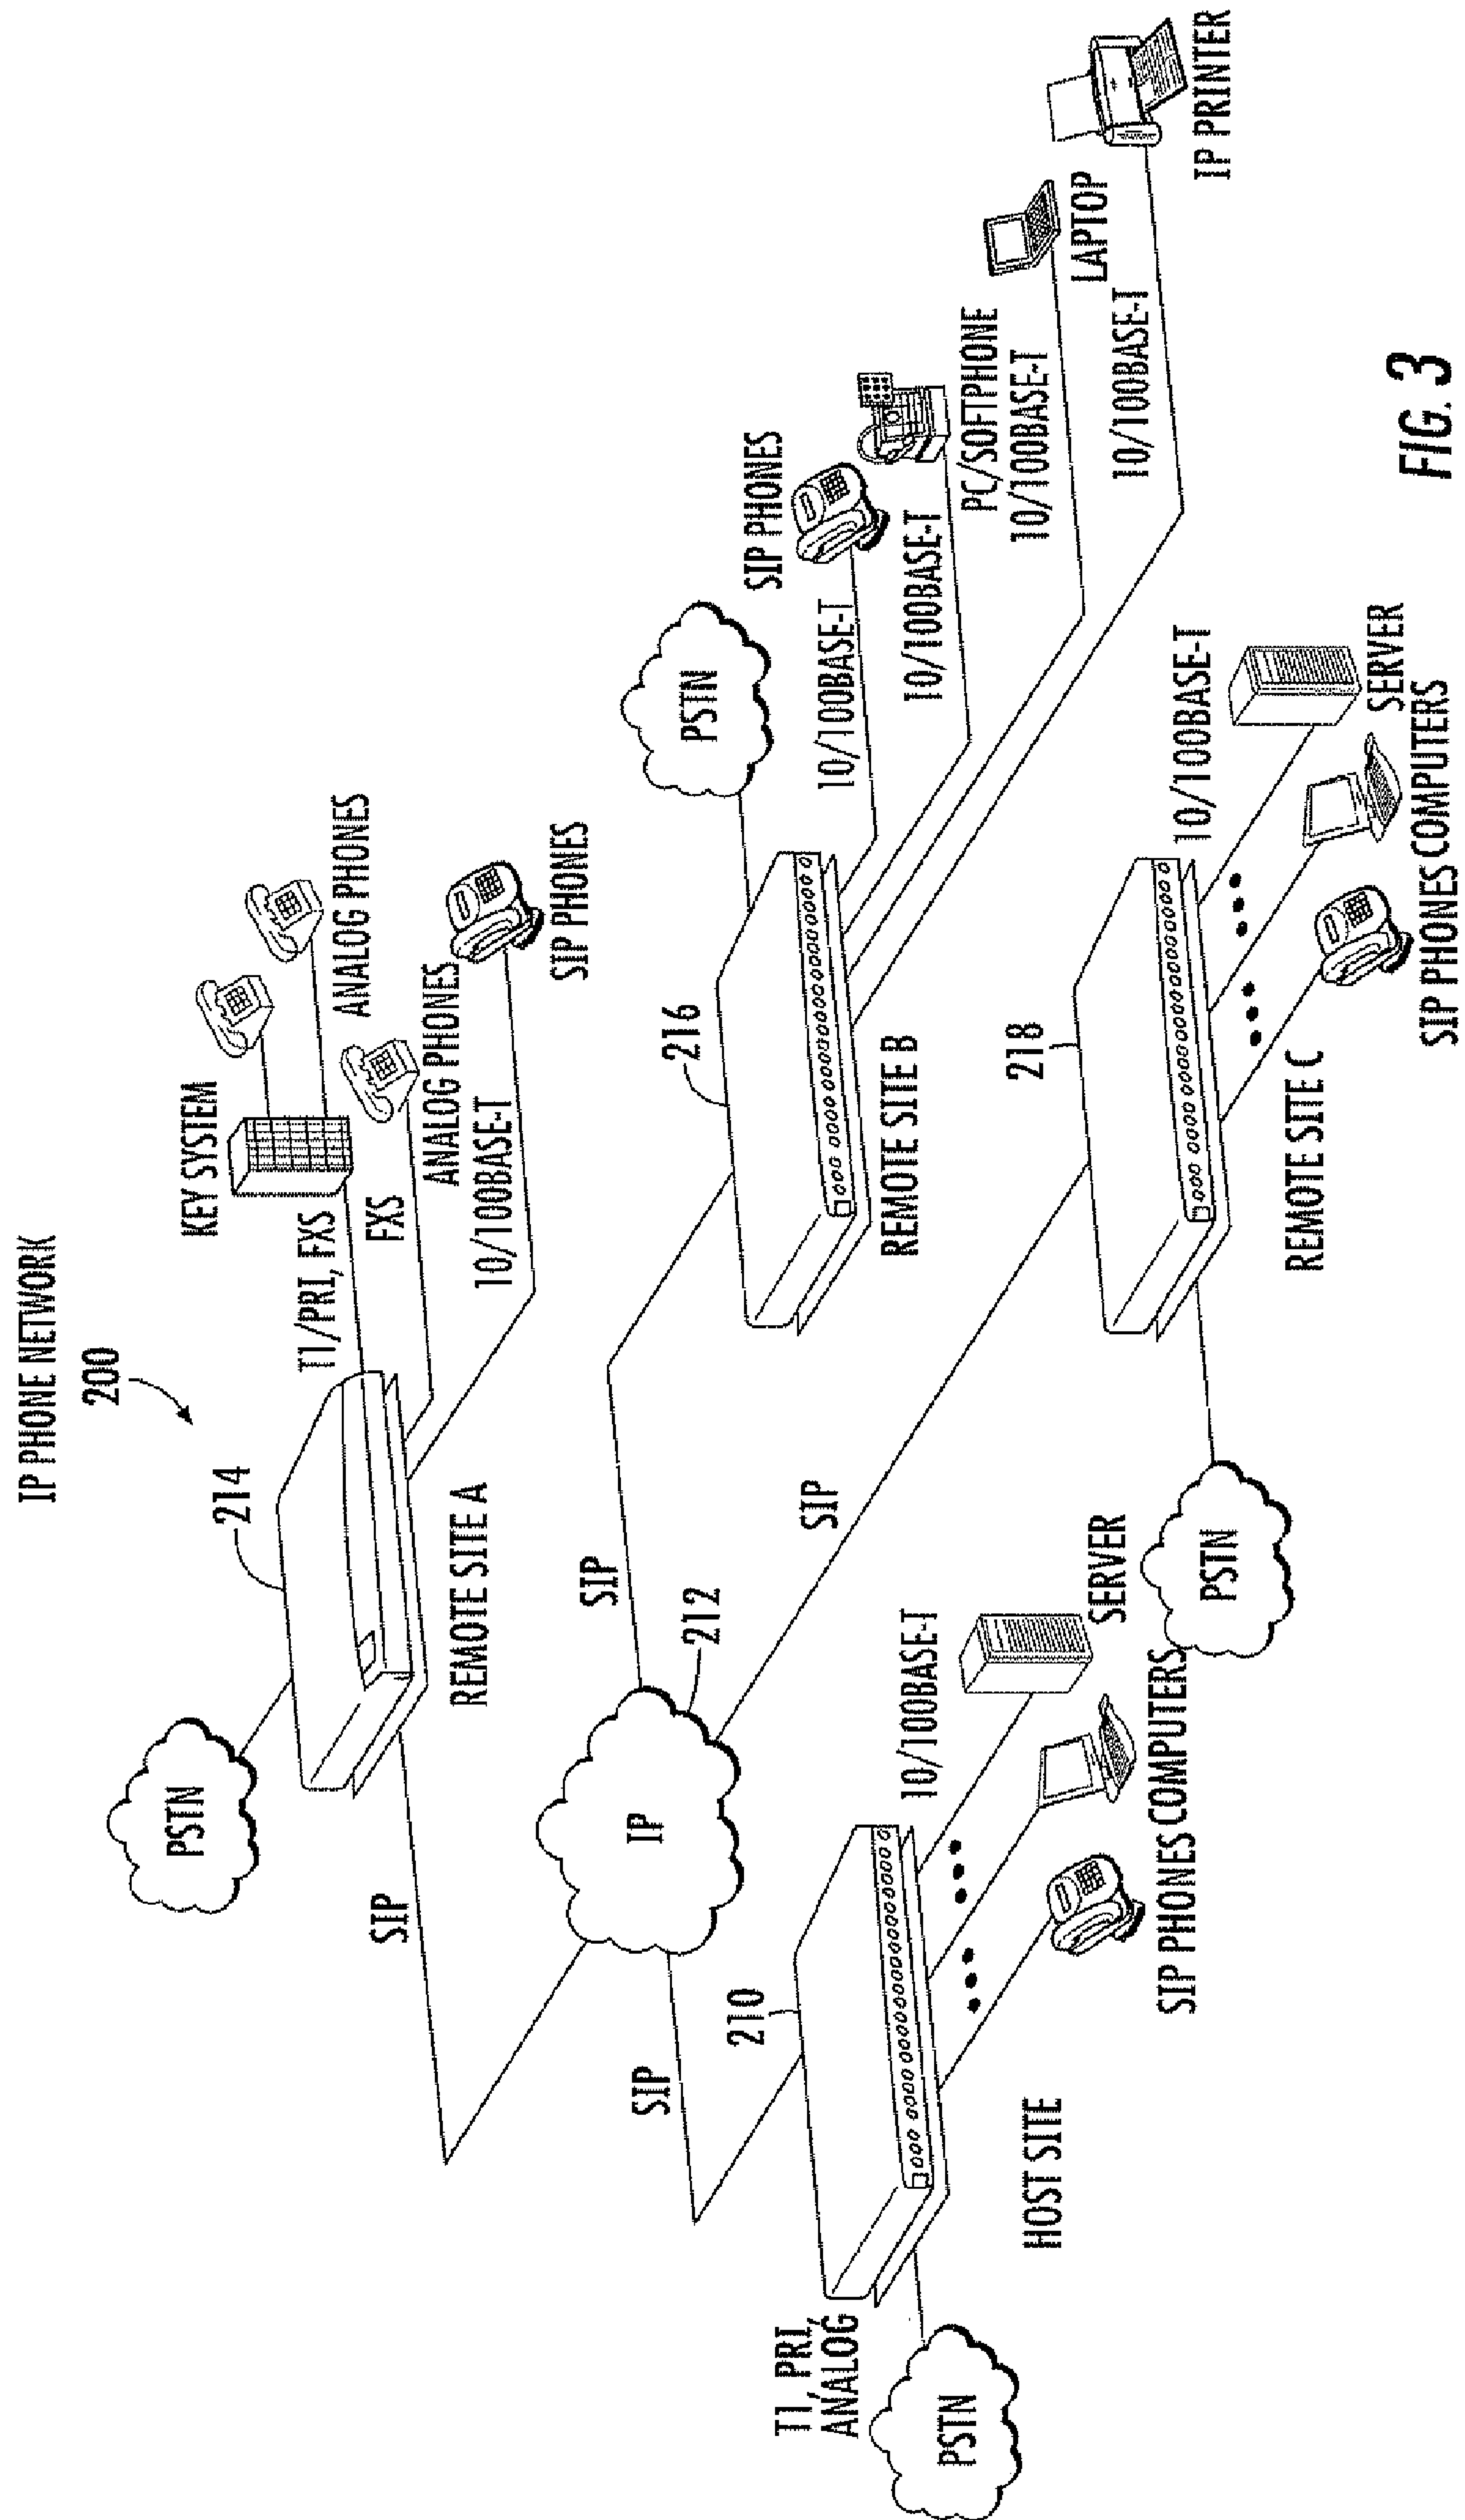 IP PHONE NETWORK
200
214
PSTN
SIP
REMOTE SITE A
KEY SYSTEM
T1/PRI, FXS
ANALOG PHONES
FXS
ANALOG PHONES
10/100BASE-T
SIP PHONES
IP
212
SIP
SIP
SIP
216
REMOTE SITE B
PSTN
SIP PHONES
10/100BASE-T
10/100BASE-T
PC/SOFTPHONE
10/100BASE-T
LAPTOP
10/100BASE-T
IP PRINTER
T1, PRI,
ANALOG
PSTN
210
HOST SITE
10/100BASE-T
SERVER
COMPUTERS
SIP PHONES
PSTN
218
REMOTE SITE C
10/100BASE-T
SERVER
COMPUTERS
SIP PHONES
FIG. 3